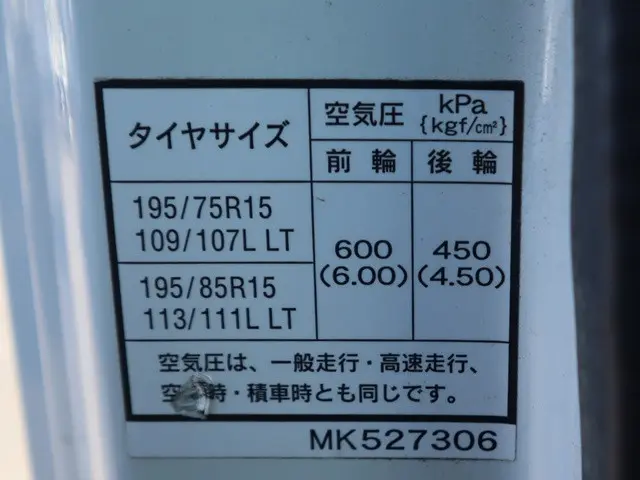 タイヤサイズ
空気圧 kPa
{kgf/cm²}
前輪 後輪
195/75R15
109/107L LT
600
(6.00)
450
(4.50)
195/85R15
113/111L LT
空気圧は、一般走行・高速走行、
空 時・積車時とも同じです。
MK527306